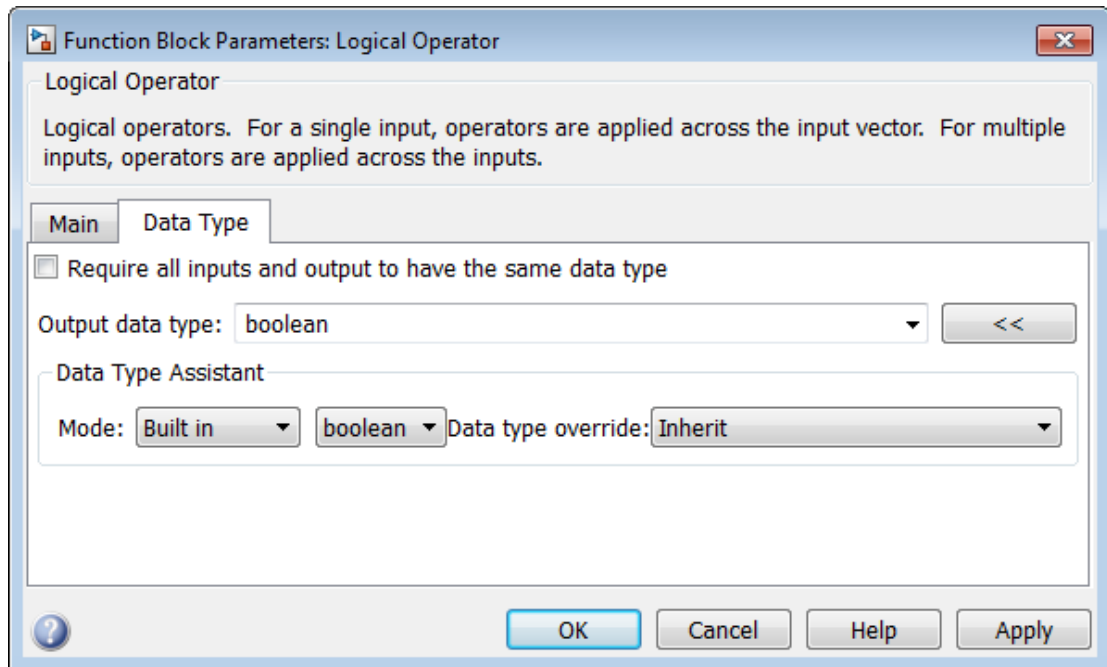 Function Block Parameters: Logical Operator
Logical Operator
Logical operators.  For a single input, operators are applied across the input vector.  For multiple
inputs, operators are applied across the inputs.
Main Data Type
Require all inputs and output to have the same data type
Output data type: boolean <<
Data Type Assistant
Mode: Built in boolean Data type override: Inherit
? OK Cancel Help Apply